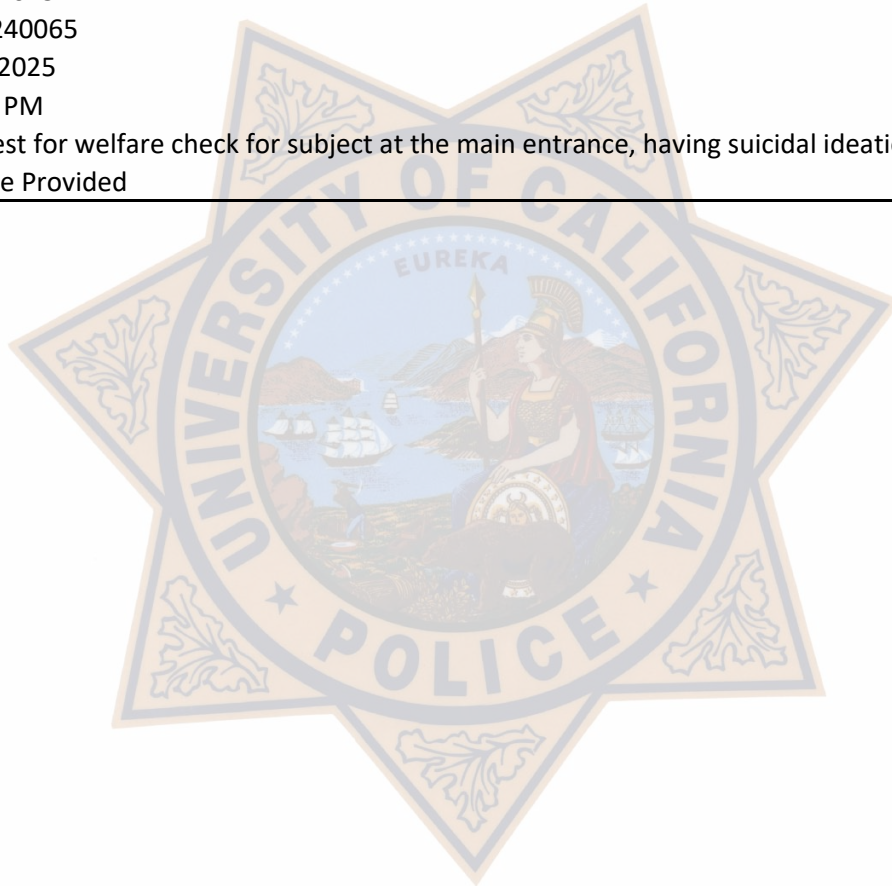 240065
2025
PM
est for welfare check for subject at the main entrance, having suicidal ideatio
e Provided
EUREKA
UNIVERSITY OF CALIFORNIA
POLICE